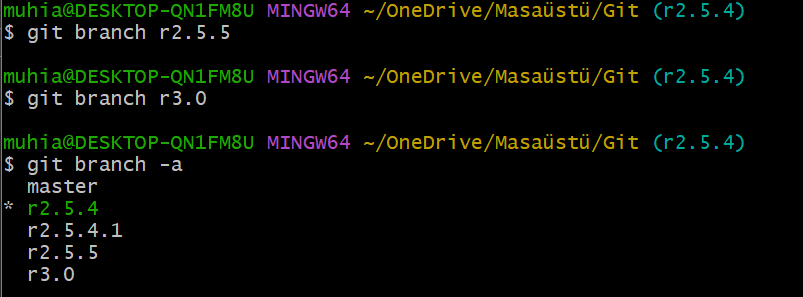 muhia@DESKTOP-QN1FM8U MINGW64 ~/OneDrive/Masaüstü/Git (r2.5.4)
$ git branch r2.5.5
muhia@DESKTOP-QN1FM8U MINGW64 ~/OneDrive/Masaüstü/Git (r2.5.4)
$ git branch r3.0
muhia@DESKTOP-QN1FM8U MINGW64 ~/OneDrive/Masaüstü/Git (r2.5.4)
$ git branch -a
  master
* r2.5.4
  r2.5.4.1
  r2.5.5
  r3.0